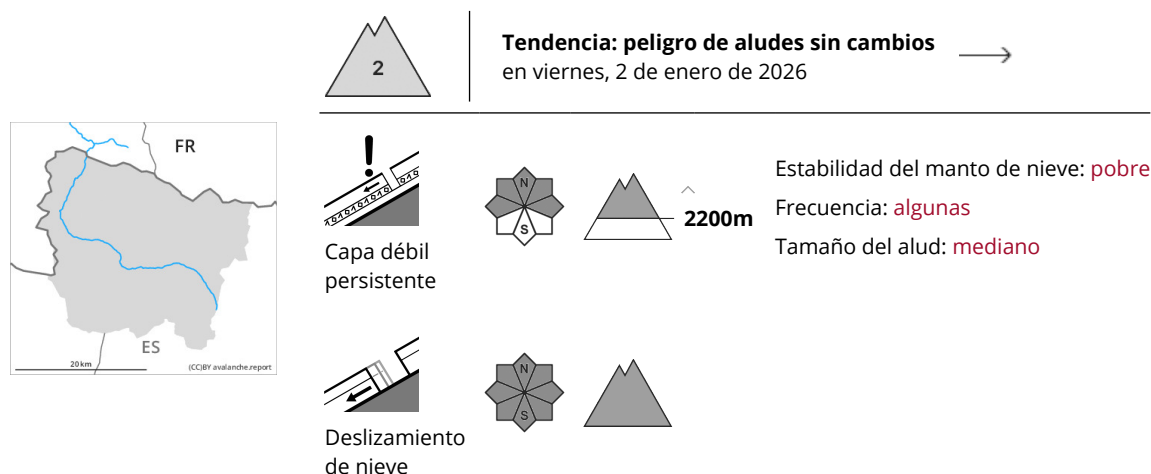 2
Tendencia: peligro de aludes sin cambios
en viernes, 2 de enero de 2026
FR
ES
20 km
(CC)BY avalanche.report
!
Capa débil
persistente
N
S
2200m
Estabilidad del manto de nieve: pobre
Frecuencia: algunas
Tamaño del alud: mediano
Deslizamiento
de nieve
N
S